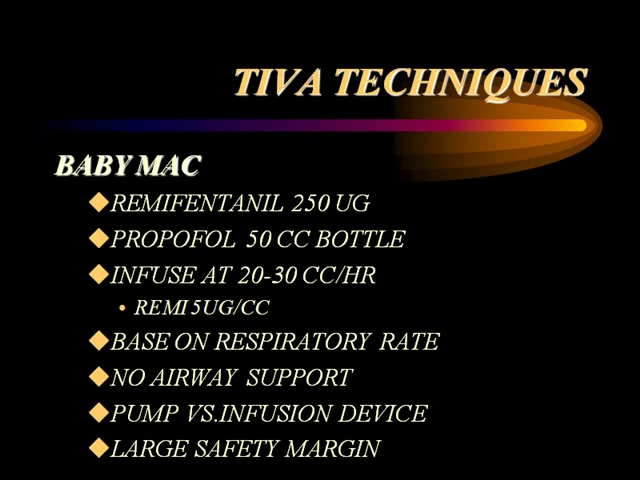 TIVA TECHNIQUES
BABY MAC
REMIFENTANIL 250 UG
PROPOFOL 50 CC BOTTLE
INFUSE AT 20-30 CC/HR
• REMI 5UG/CC
BASE ON RESPIRATORY RATE
NO AIRWAY SUPPORT
PUMP VS.INFUSION DEVICE
LARGE SAFETY MARGIN